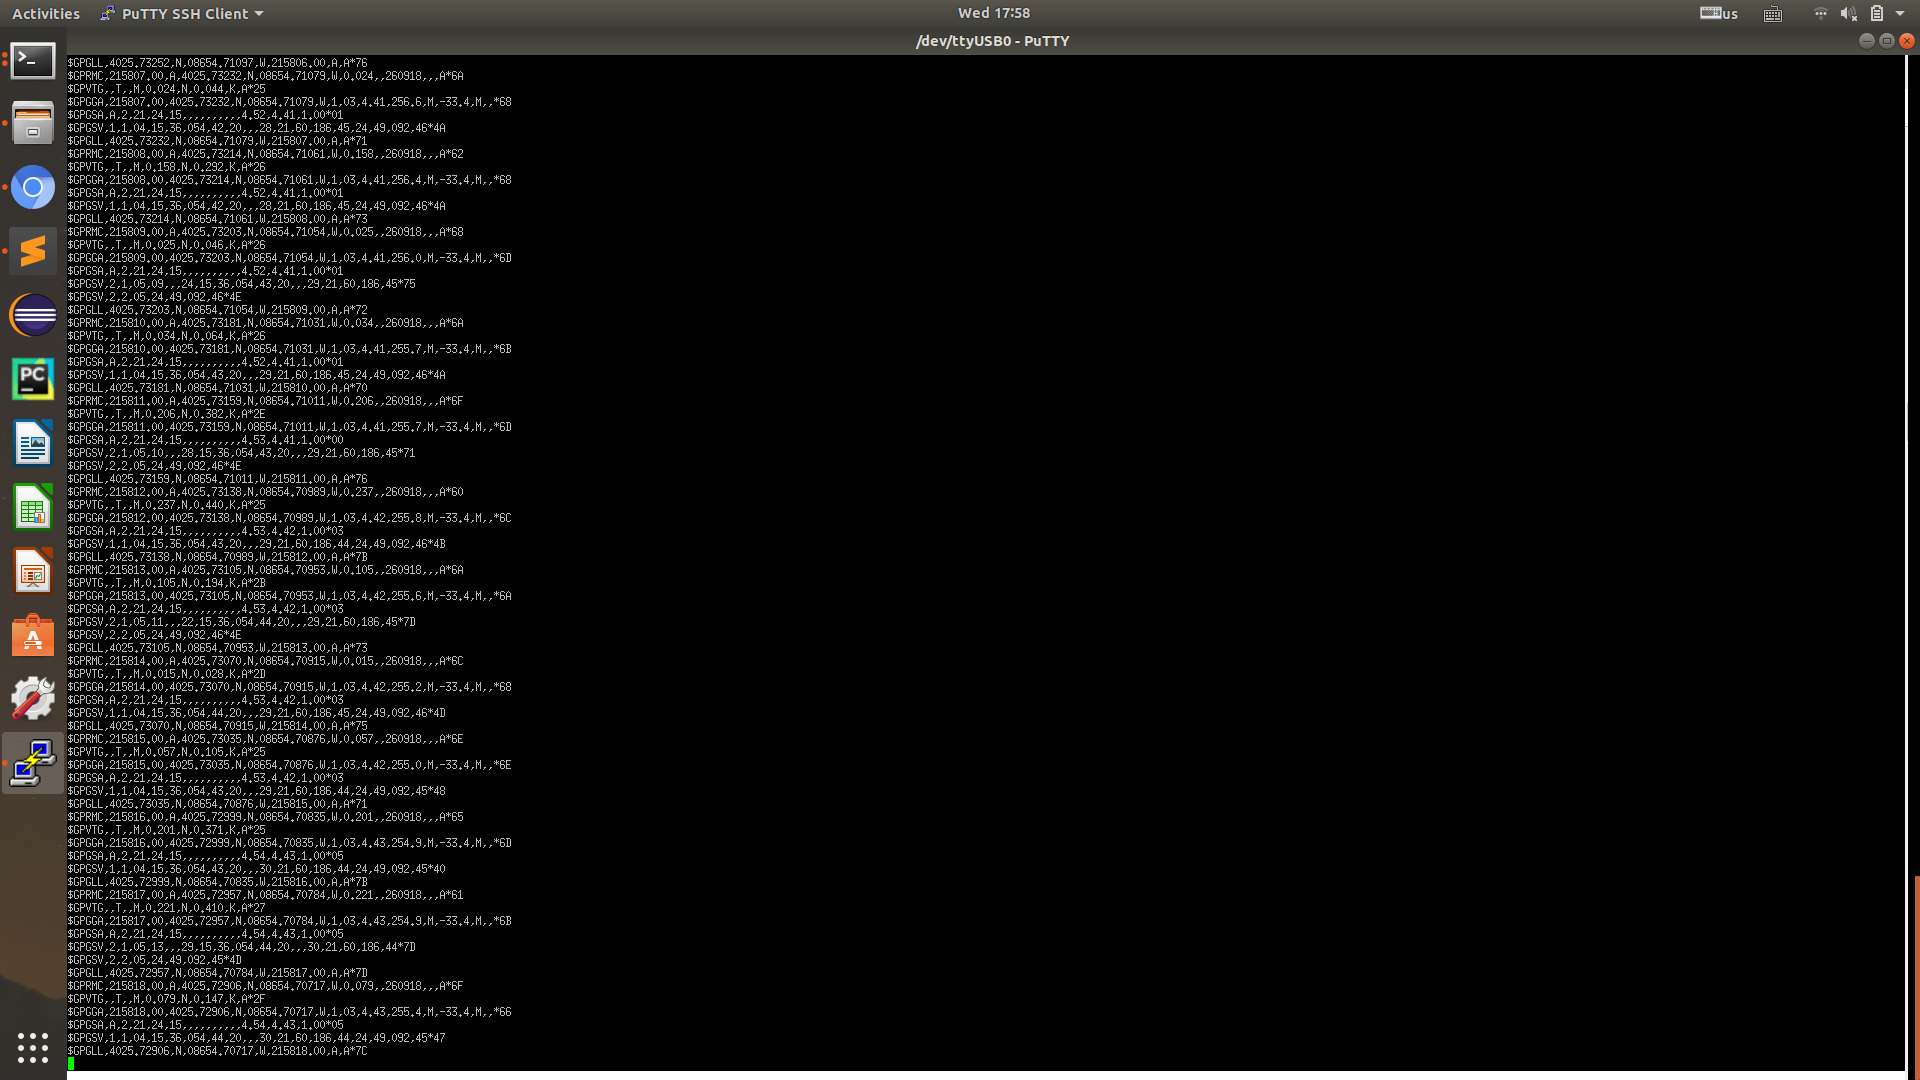 Activities
PuTTY SSH Client
Wed 17:58
us
/dev/ttyUSB0 - PuTTY
$GPGLL,4025.73252,N,08654.71097,W,215806.00,A,A*76
$GPRMC,215807.00,A,4025.73232,N,08654.71079,W,0.024,,260918,,,A*6A
$GPVTG,,T,,M,0.024,N,0.044,K,A*25
$GPGGA,215807.00,4025.73232,N,08654.71079,W,1,03,4.41,256.6,M,-33.4,M,,*68
$GPGSA,A,2,21,24,15,,,,,,,,,,4.52,4.41,1.00*01
$GPGSV,1,1,04,15,36,054,42,20,,,28,21,60,186,45,24,49,092,46*4A
$GPGLL,4025.73232,N,08654.71079,W,215807.00,A,A*71
$GPRMC,215808.00,A,4025.73214,N,08654.71061,W,0.158,,260918,,,A*62
$GPVTG,,T,,M,0.158,N,0.292,K,A*26
$GPGGA,215808.00,4025.73214,N,08654.71061,W,1,03,4.41,256.4,M,-33.4,M,,*68
$GPGSA,A,2,21,24,15,,,,,,,,,,4.52,4.41,1.00*01
$GPGSV,1,1,04,15,36,054,42,20,,,28,21,60,186,45,24,49,092,46*4A
$GPGLL,4025.73214,N,08654.71061,W,215808.00,A,A*73
$GPRMC,215809.00,A,4025.73203,N,08654.71054,W,0.025,,260918,,,A*68
$GPVTG,,T,,M,0.025,N,0.046,K,A*26
$GPGGA,215809.00,4025.73203,N,08654.71054,W,1,03,4.41,256.0,M,-33.4,M,,*6D
$GPGSA,A,2,21,24,15,,,,,,,,,,4.52,4.41,1.00*01
$GPGSV,2,1,05,09,,,24,15,36,054,43,20,,,29,21,60,186,45*75
$GPGSV,2,2,05,24,49,092,46*4E
$GPGLL,4025.73203,N,08654.71054,W,215809.00,A,A*72
$GPRMC,215810.00,A,4025.73181,N,08654.71031,W,0.034,,260918,,,A*6A
$GPVTG,,T,,M,0.034,N,0.064,K,A*26
$GPGGA,215810.00,4025.73181,N,08654.71031,W,1,03,4.41,255.7,M,-33.4,M,,*6B
$GPGSA,A,2,21,24,15,,,,,,,,,,4.52,4.41,1.00*01
$GPGSV,1,1,04,15,36,054,43,20,,,29,21,60,186,45,24,49,092,46*4A
$GPGLL,4025.73181,N,08654.71031,W,215810.00,A,A*70
$GPRMC,215811.00,A,4025.73159,N,08654.71011,W,0.206,,260918,,,A*6F
$GPVTG,,T,,M,0.206,N,0.382,K,A*2E
$GPGGA,215811.00,4025.73159,N,08654.71011,W,1,03,4.41,255.7,M,-33.4,M,,*6D
$GPGSA,A,2,21,24,15,,,,,,,,,,4.53,4.41,1.00*00
$GPGSV,2,1,05,10,,,28,15,36,054,43,20,,,29,21,60,186,45*71
$GPGSV,2,2,05,24,49,092,46*4E
$GPGLL,4025.73159,N,08654.71011,W,215811.00,A,A*76
$GPRMC,215812.00,A,4025.73138,N,08654.70989,W,0.237,,260918,,,A*60
$GPVTG,,T,,M,0.237,N,0.440,K,A*25
$GPGGA,215812.00,4025.73138,N,08654.70989,W,1,03,4.42,255.8,M,-33.4,M,,*6C
$GPGSA,A,2,21,24,15,,,,,,,,,,4.53,4.42,1.00*03
$GPGSV,1,1,04,15,36,054,43,20,,,29,21,60,186,44,24,49,092,46*4B
$GPGLL,4025.73138,N,08654.70989,W,215812.00,A,A*7B
$GPRMC,215813.00,A,4025.73105,N,08654.70953,W,0.105,,260918,,,A*6A
$GPVTG,,T,,M,0.105,N,0.194,K,A*2B
$GPGGA,215813.00,4025.73105,N,08654.70953,W,1,03,4.42,255.6,M,-33.4,M,,*6A
$GPGSA,A,2,21,24,15,,,,,,,,,,4.53,4.42,1.00*03
$GPGSV,2,1,05,11,,,22,15,36,054,44,20,,,29,21,60,186,45*7D
$GPGSV,2,2,05,24,49,092,46*4E
$GPGLL,4025.73105,N,08654.70953,W,215813.00,A,A*73
$GPRMC,215814.00,A,4025.73070,N,08654.70915,W,0.015,,260918,,,A*6C
$GPVTG,,T,,M,0.015,N,0.028,K,A*2D
$GPGGA,215814.00,4025.73070,N,08654.70915,W,1,03,4.42,255.2,M,-33.4,M,,*68
$GPGSA,A,2,21,24,15,,,,,,,,,,4.53,4.42,1.00*03
$GPGSV,1,1,04,15,36,054,44,20,,,29,21,60,186,45,24,49,092,46*4D
$GPGLL,4025.73070,N,08654.70915,W,215814.00,A,A*75
$GPRMC,215815.00,A,4025.73035,N,08654.70876,W,0.057,,260918,,,A*6E
$GPVTG,,T,,M,0.057,N,0.105,K,A*25
$GPGGA,215815.00,4025.73035,N,08654.70876,W,1,03,4.42,255.0,M,-33.4,M,,*6E
$GPGSA,A,2,21,24,15,,,,,,,,,,4.53,4.42,1.00*03
$GPGSV,1,1,04,15,36,054,43,20,,,29,21,60,186,44,24,49,092,45*48
$GPGLL,4025.73035,N,08654.70876,W,215815.00,A,A*71
$GPRMC,215816.00,A,4025.72999,N,08654.70835,W,0.201,,260918,,,A*65
$GPVTG,,T,,M,0.201,N,0.371,K,A*25
$GPGGA,215816.00,4025.72999,N,08654.70835,W,1,03,4.43,254.9,M,-33.4,M,,*6D
$GPGSA,A,2,21,24,15,,,,,,,,,,4.54,4.43,1.00*05
$GPGSV,1,1,04,15,36,054,43,20,,,30,21,60,186,44,24,49,092,45*40
$GPGLL,4025.72999,N,08654.70835,W,215816.00,A,A*7B
$GPRMC,215817.00,A,4025.72957,N,08654.70784,W,0.221,,260918,,,A*61
$GPVTG,,T,,M,0.221,N,0.410,K,A*27
$GPGGA,215817.00,4025.72957,N,08654.70784,W,1,03,4.43,254.9,M,-33.4,M,,*6B
$GPGSA,A,2,21,24,15,,,,,,,,,,4.54,4.43,1.00*05
$GPGSV,2,1,05,13,,,29,15,36,054,44,20,,,30,21,60,186,44*7D
$GPGSV,2,2,05,24,49,092,45*4D
$GPGLL,4025.72957,N,08654.70784,W,215817.00,A,A*7D
$GPRMC,215818.00,A,4025.72906,N,08654.70717,W,0.079,,260918,,,A*6F
$GPVTG,,T,,M,0.079,N,0.147,K,A*2F
$GPGGA,215818.00,4025.72906,N,08654.70717,W,1,03,4.43,255.4,M,-33.4,M,,*66
$GPGSA,A,2,21,24,15,,,,,,,,,,4.54,4.43,1.00*05
$GPGSV,1,1,04,15,36,054,44,20,,,30,21,60,186,44,24,49,092,45*47
$GPGLL,4025.72906,N,08654.70717,W,215818.00,A,A*7C
PC